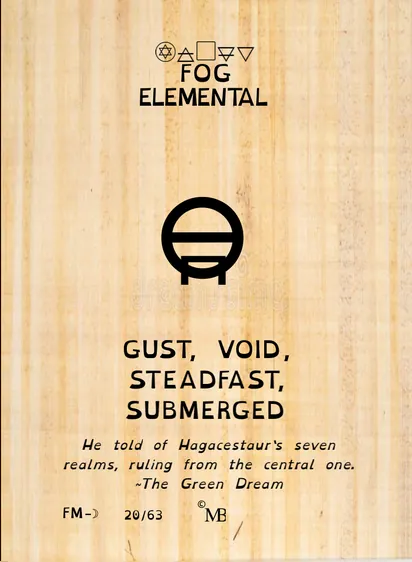 FOG
ELEMENTAL
GUST, VOID,
STEADFAST,
SUBMERGED
He told of Hagacestaur's seven
realms, ruling from the central one.
~The Green Dream
FM-☽ 20/63 © MB